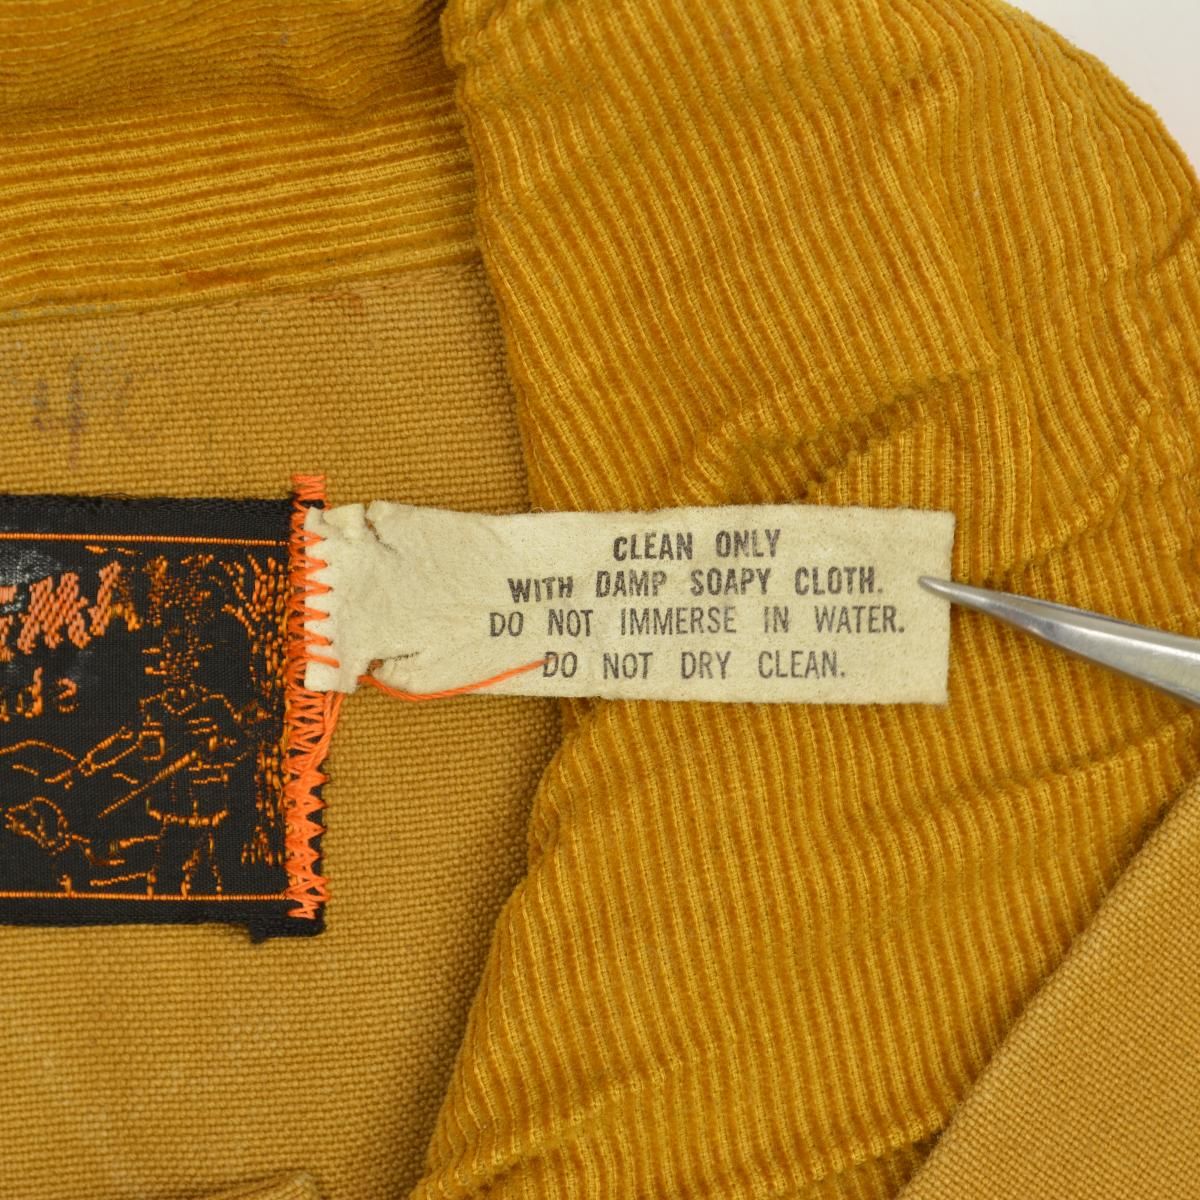 CLEAN ONLY
WITH DAMP SOAPY CLOTH.
DO NOT IMMERSE IN WATER.
DO NOT DRY CLEAN.